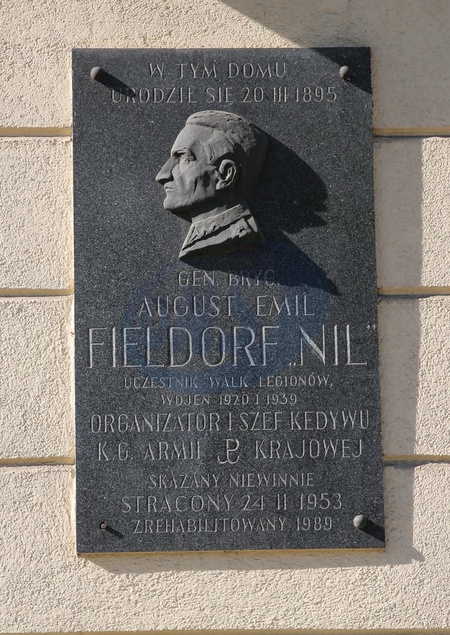 W TYM DOMU
URODZIŁ SIĘ 20 III 1895
GEN. BRYG.
AUGUST EMIL
FIELDORF „NIL"
UCZESTNIK WALK LEGIONÓW,
WOJEN 1920 I 1939
ORGANIZATOR I SZEF KEDYWU
K.G. ARMII KRAJOWEJ
SKAZANY NIEWINNIE
STRACONY 24 II 1953
ZREHABILITOWANY 1989